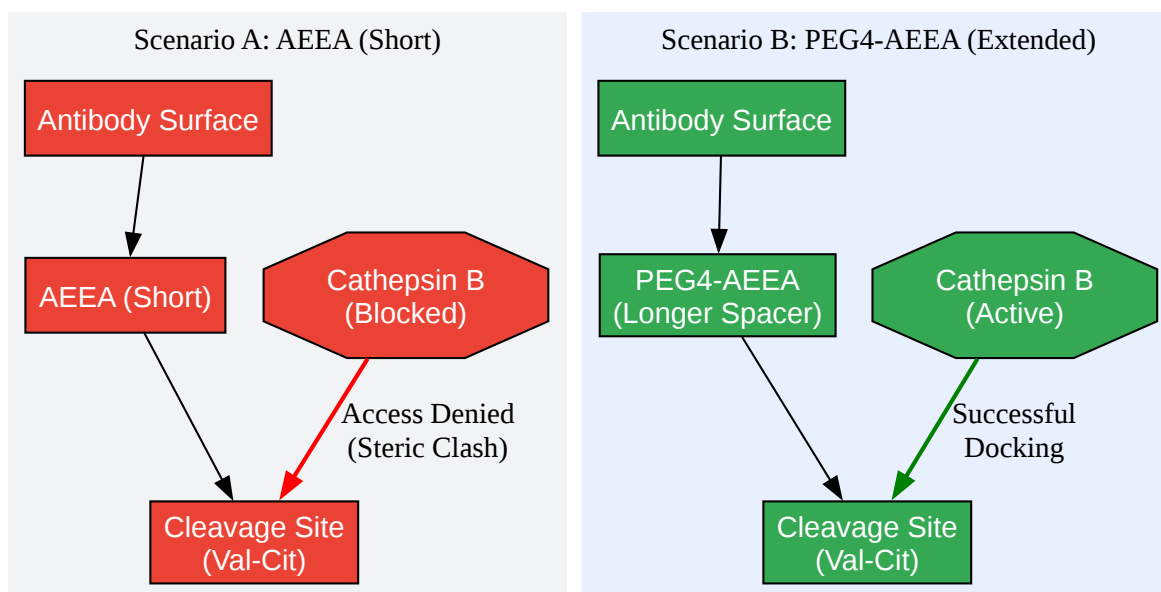 Scenario A: AEEA (Short)
Antibody Surface
AEEA (Short)
Cathepsin B
(Blocked)
Access Denied
(Steric Clash)
Cleavage Site
(Val-Cit)
Scenario B: PEG4-AEEA (Extended)
Antibody Surface
PEG4-AEEA
(Longer Spacer)
Cathepsin B
(Active)
Successful
Docking
Cleavage Site
(Val-Cit)